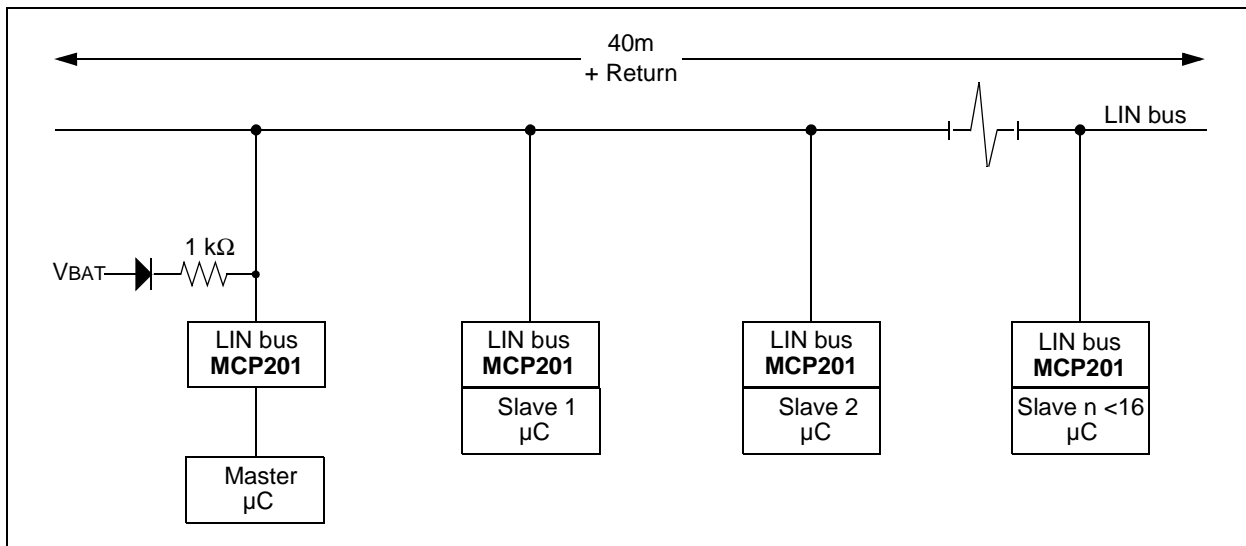 40m
+ Return
LIN bus
1 kΩ
VBAT
LIN bus
MCP201
Master
µC
LIN bus
MCP201
Slave 1
µC
LIN bus
MCP201
Slave 2
µC
LIN bus
MCP201
Slave n <16
µC